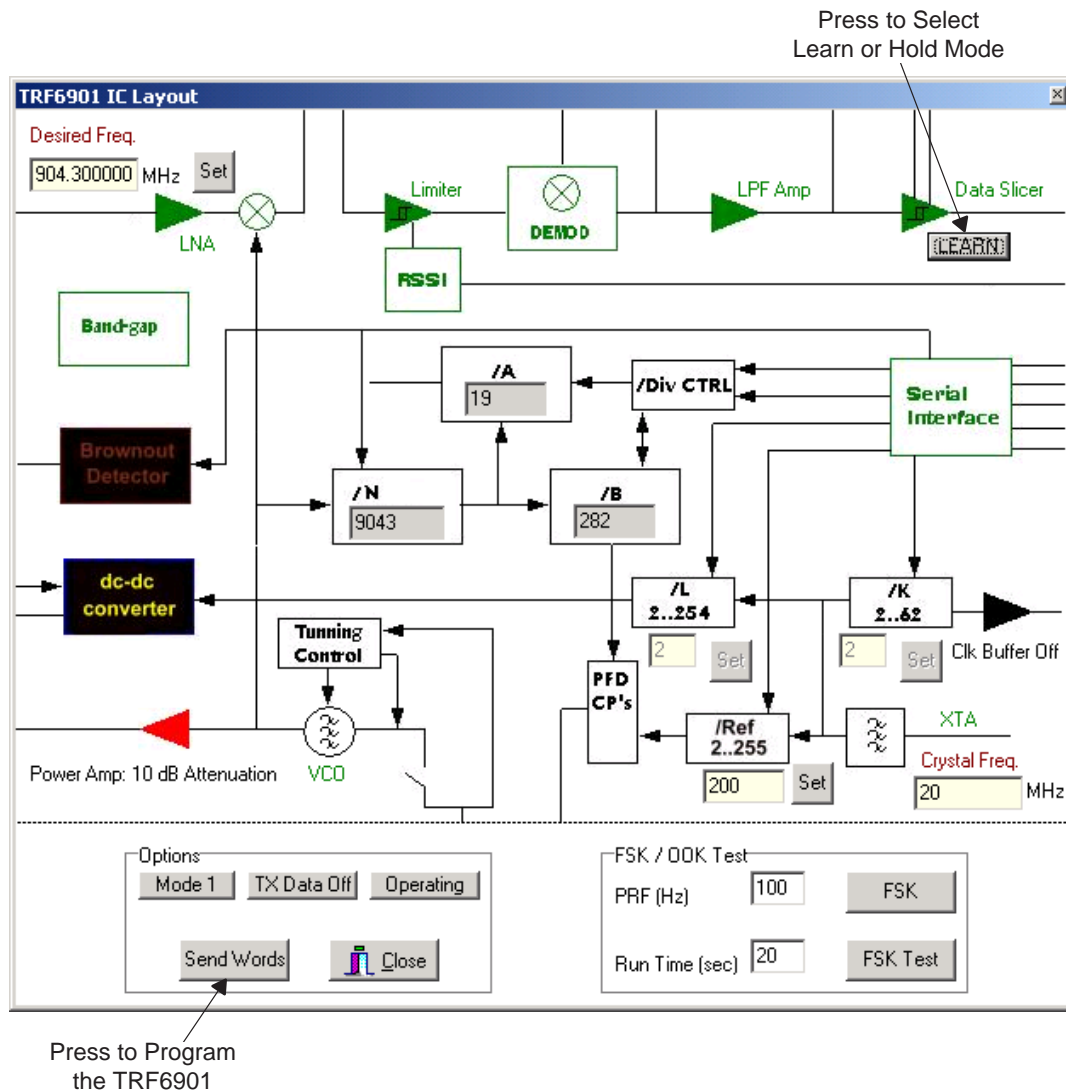 Press to Select
Learn or Hold Mode
TRF6901 IC Layout
Desired Freq.
904.300000 MHz Set
LNA
Limiter
DEMOD
LPF Amp
Data Slicer
(LEARN)
RSSI
Band-gap
/A
19
/Div CTRL
Serial
Interface
Brownout
Detector
/N
9043
/B
282
dc-dc
converter
/L
2..254
2 Set
/K
2..62
2 Set
Clk Buffer Off
Tunning
Control
PFD
CP's
/Ref
2..255
200 Set
XTA
Crystal Freq.
20 MHz
Power Amp: 10 dB Attenuation
VCO
Options
Mode 1 TX Data Off Operating
Send Words Close
FSK / OOK Test
PRF (Hz) 100 FSK
Run Time (sec) 20 FSK Test
Press to Program
the TRF6901